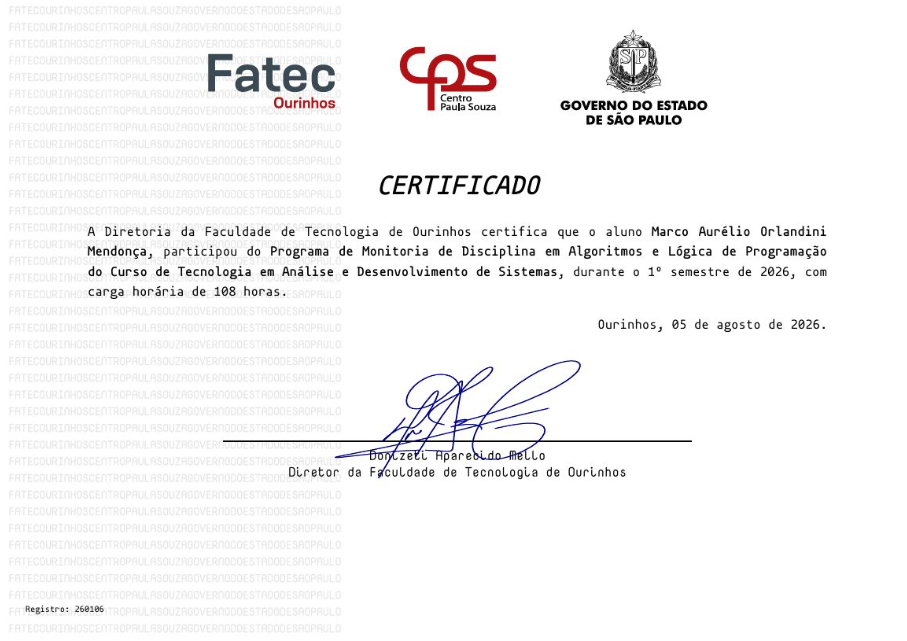 Fatec
Ourinhos
CPS
Centro
Paula Souza
SP
GOVERNO DO ESTADO
DE SÃO PAULO
CERTIFICADO
A Diretoria da Faculdade de Tecnologia de Ourinhos certifica que o aluno Marco Aurélio Orlandini
Mendonça, participou do Programa de Monitoria de Disciplina em Algoritmos e Lógica de Programação
do Curso de Tecnologia em Análise e Desenvolvimento de Sistemas, durante o 1º semestre de 2026, com
carga horária de 108 horas.
Ourinhos, 05 de agosto de 2026.
Donizeti Aparecido Mello
Diretor da Faculdade de Tecnologia de Ourinhos
Registro: 260106
FATECOURINHOSCENTROPAULASOUZAGOVERNODOESTADODESAOPAULO